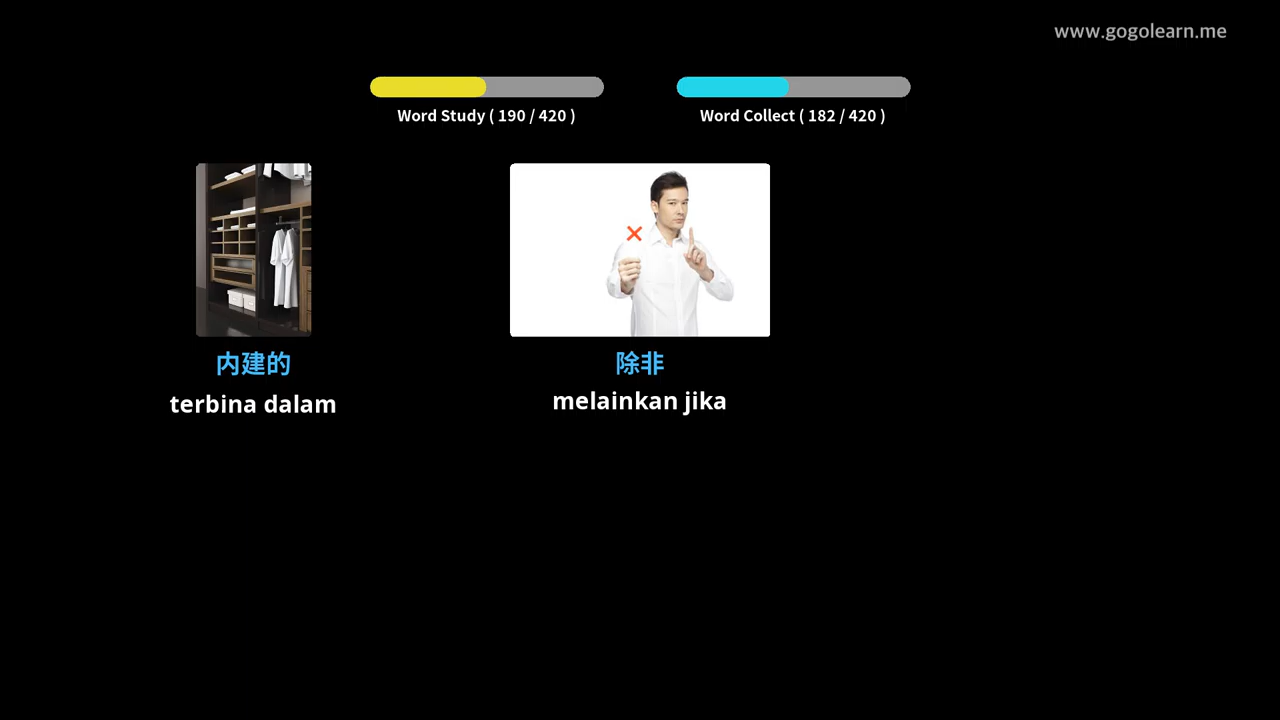 www.gogolearn.me
Word Study ( 190 / 420 )
Word Collect ( 182 / 420 )
内建的
terbina dalam
除非
melainkan jika